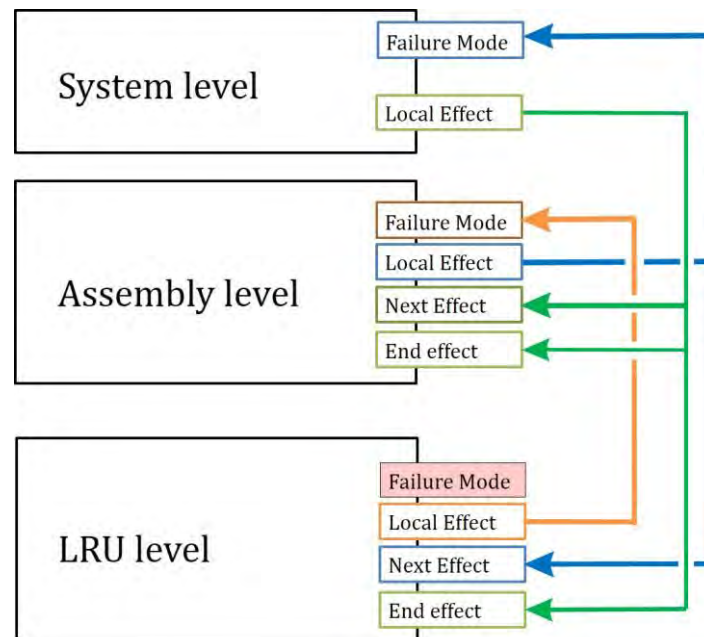 Failure Mode
System level
Local Effect
Failure Mode
Local Effect
Assembly level
Next Effect
End effect
Failure Mode
Local Effect
LRU level
Next Effect
End effect